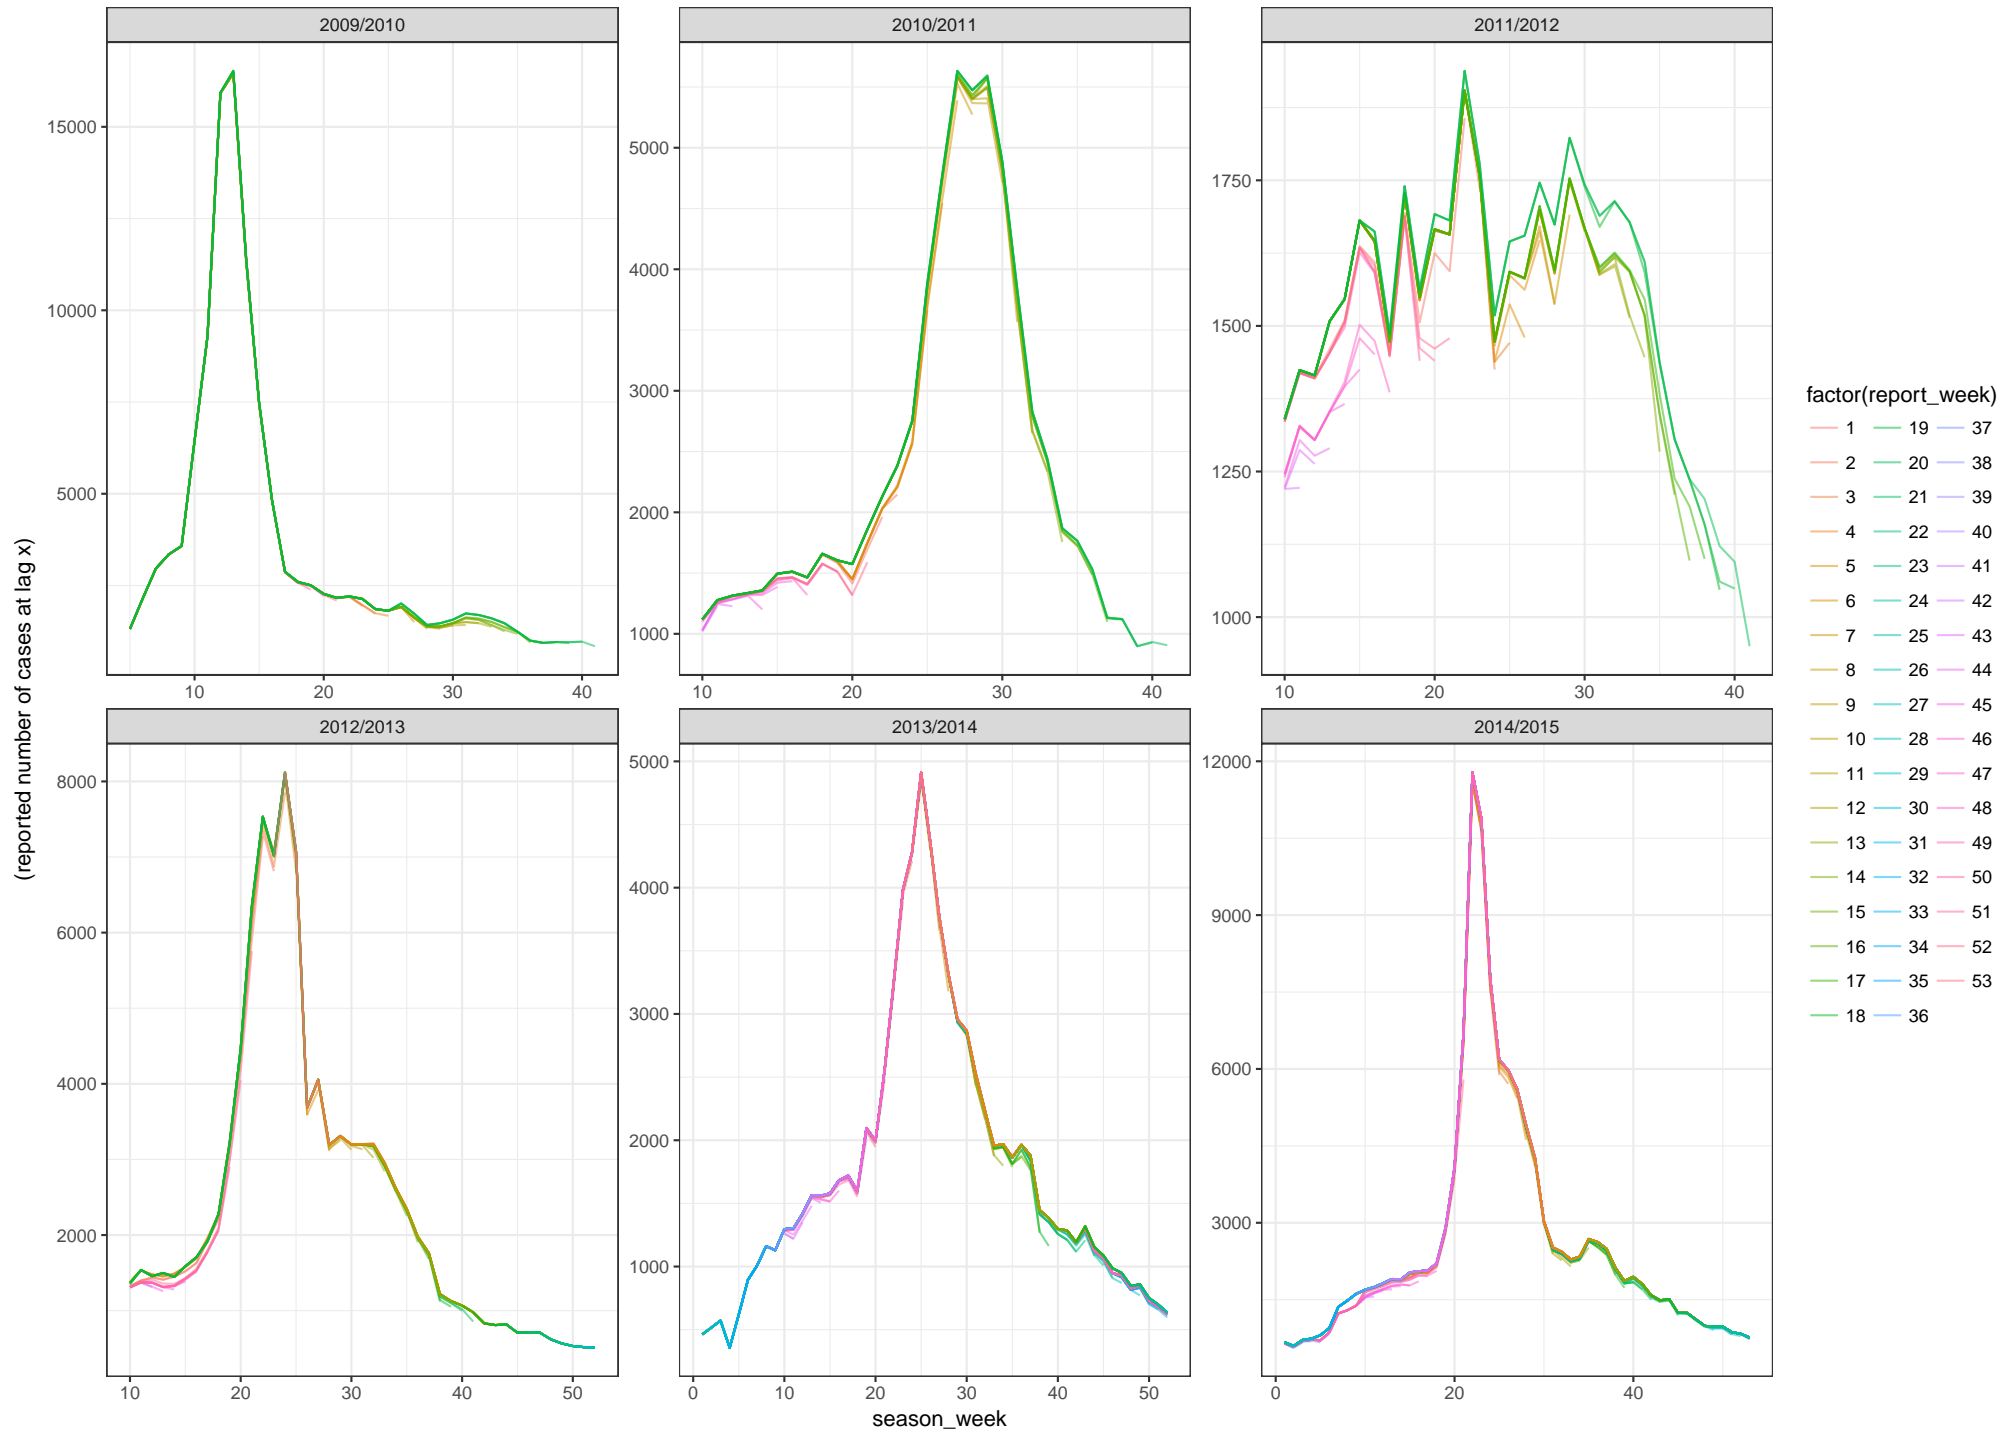 2009/2010
2010/2011
2011/2012
15000
10000
5000
10 20 30 40
5000
4000
3000
2000
1000
10 20 30 40
1750
1500
1250
1000
10 20 30 40
2012/2013
2013/2014
2014/2015
8000
6000
4000
2000
10 20 30 40 50
5000
4000
3000
2000
1000
0 10 20 30 40 50
12000
9000
6000
3000
0 20 40
season_week
(reported number of cases at lag x)
factor(report_week)
1 19 37
2 20 38
3 21 39
4 22 40
5 23 41
6 24 42
7 25 43
8 26 44
9 27 45
10 28 46
11 29 47
12 30 48
13 31 49
14 32 50
15 33 51
16 34 52
17 35 53
18 36